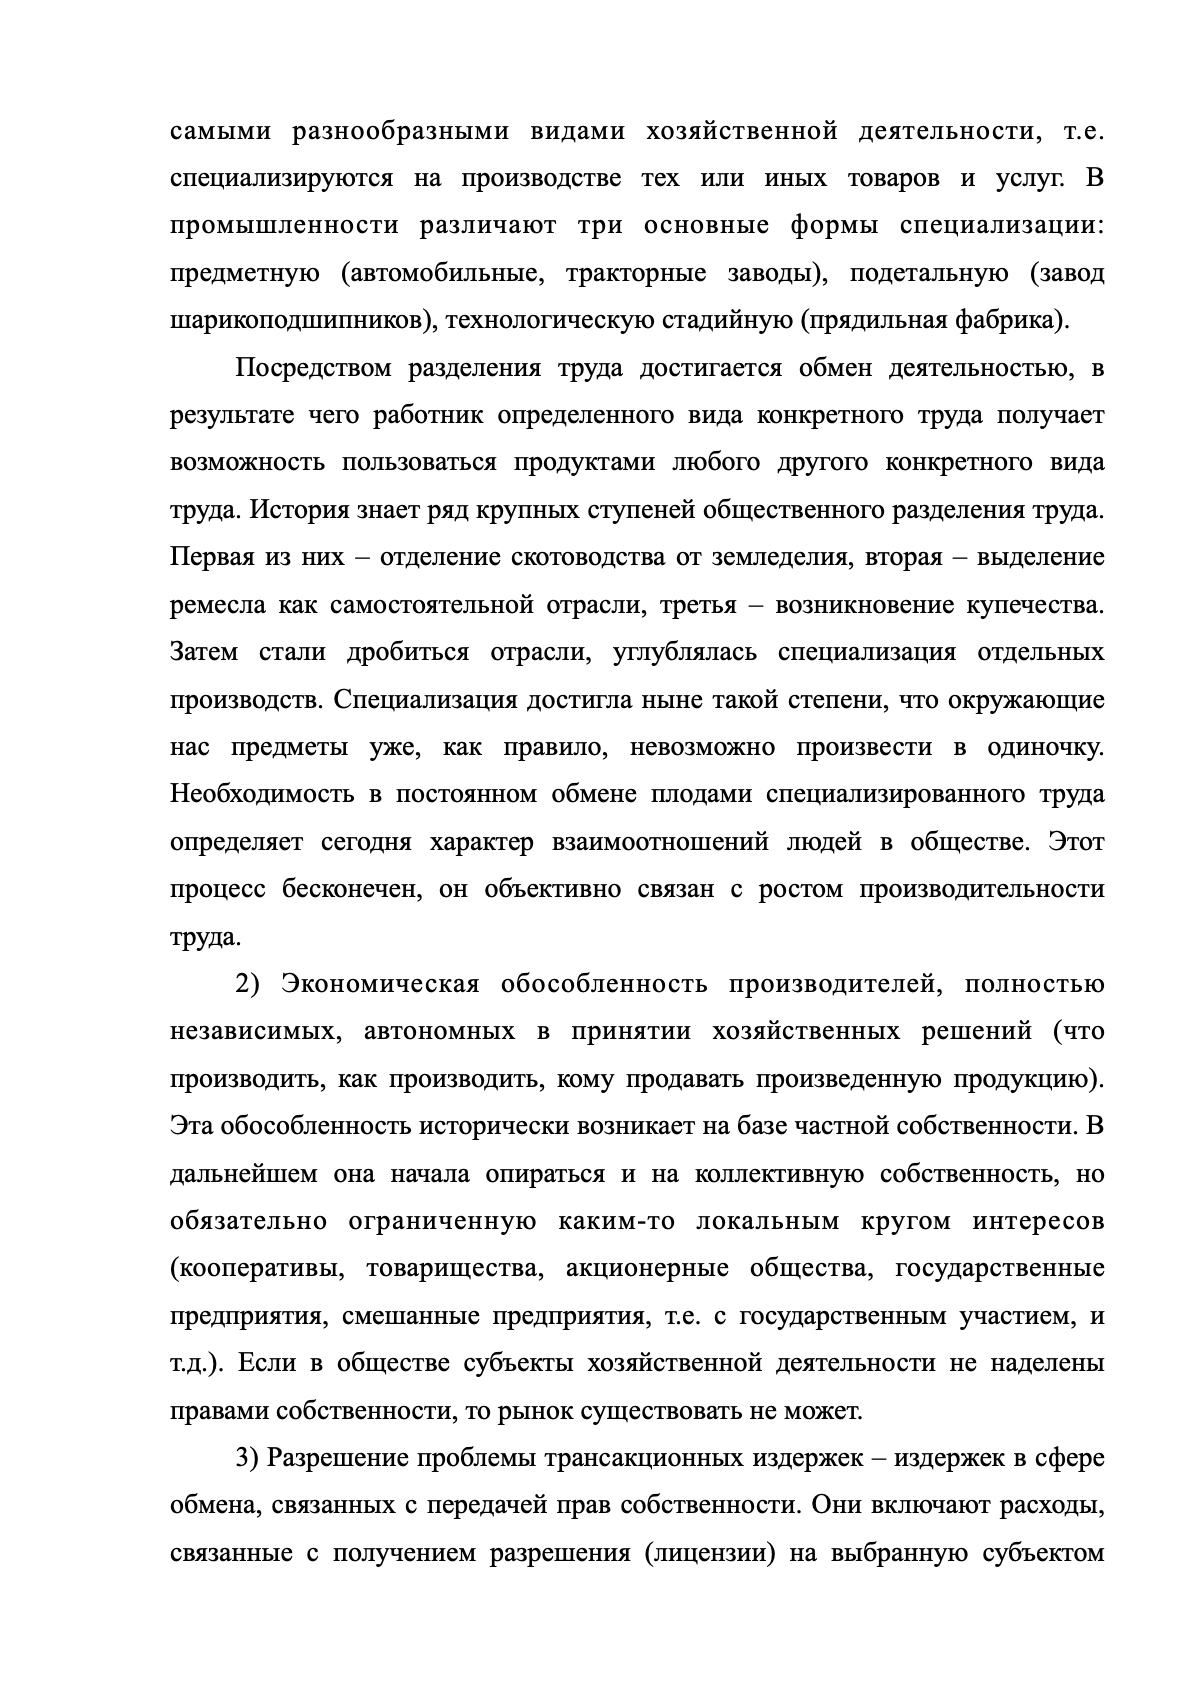 самыми разнообразными видами хозяйственной деятельности, т.е.
специализируются на производстве тех или иных товаров и услуг. В
промышленности различают три основные формы специализации:
предметную (автомобильные, тракторные заводы), подетальную (завод
шарикоподшипников), технологическую стадийную (прядильная фабрика).
Посредством разделения труда достигается обмен деятельностью, в
результате чего работник определенного вида конкретного труда получает
возможность пользоваться продуктами любого другого конкретного вида
труда. История знает ряд крупных ступеней общественного разделения труда.
Первая из них – отделение скотоводства от земледелия, вторая – выделение
ремесла как самостоятельной отрасли, третья – возникновение купечества.
Затем стали дробиться отрасли, углублялась специализация отдельных
производств. Специализация достигла ныне такой степени, что окружающие
нас предметы уже, как правило, невозможно произвести в одиночку.
Необходимость в постоянном обмене плодами специализированного труда
определяет сегодня характер взаимоотношений людей в обществе. Этот
процесс бесконечен, он объективно связан с ростом производительности
труда.
2) Экономическая обособленность производителей, полностью
независимых, автономных в принятии хозяйственных решений (что
производить, как производить, кому продавать произведенную продукцию).
Эта обособленность исторически возникает на базе частной собственности. В
дальнейшем она начала опираться и на коллективную собственность, но
обязательно ограниченную каким-то локальным кругом интересов
(кооперативы, товарищества, акционерные общества, государственные
предприятия, смешанные предприятия, т.е. с государственным участием, и
т.д.). Если в обществе субъекты хозяйственной деятельности не наделены
правами собственности, то рынок существовать не может.
3) Разрешение проблемы трансакционных издержек – издержек в сфере
обмена, связанных с передачей прав собственности. Они включают расходы,
связанные с получением разрешения (лицензии) на выбранную субъектом